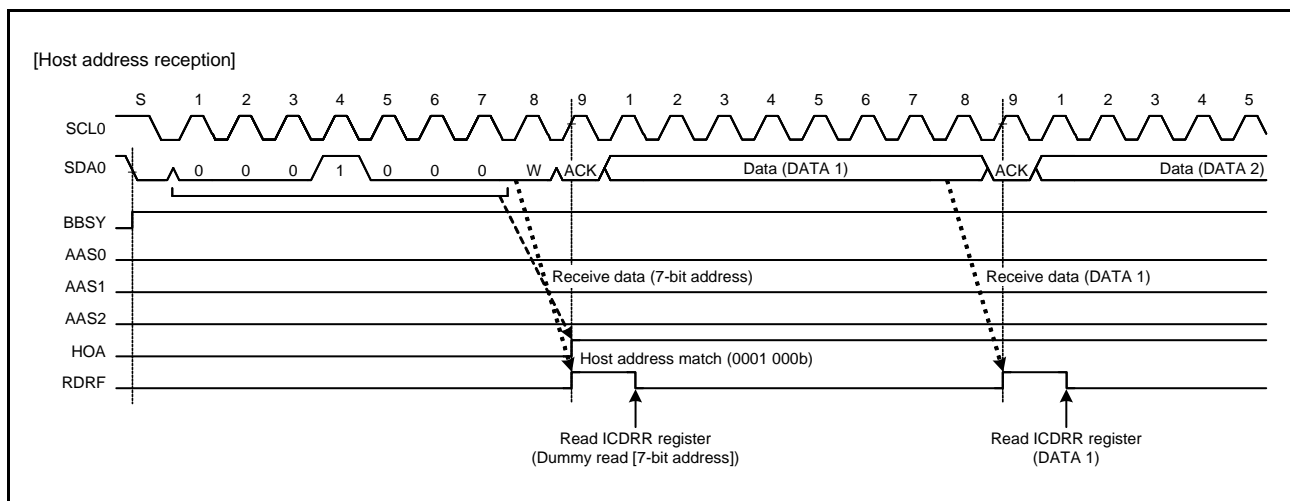 [Host address reception]
S 1 2 3 4 5 6 7 8 9 1 2 3 4 5 6 7 8 9 1 2 3 4 5
SCL0
SDA0 0 0 0 1 0 0 0 W ACK Data (DATA 1) ACK Data (DATA 2)
BBSY
AAS0
Receive data (7-bit address) Receive data (DATA 1)
AAS1
AAS2
HOA
Host address match (0001 000b)
RDRF
Read ICDRR register Read ICDRR register
(Dummy read [7-bit address]) (DATA 1)